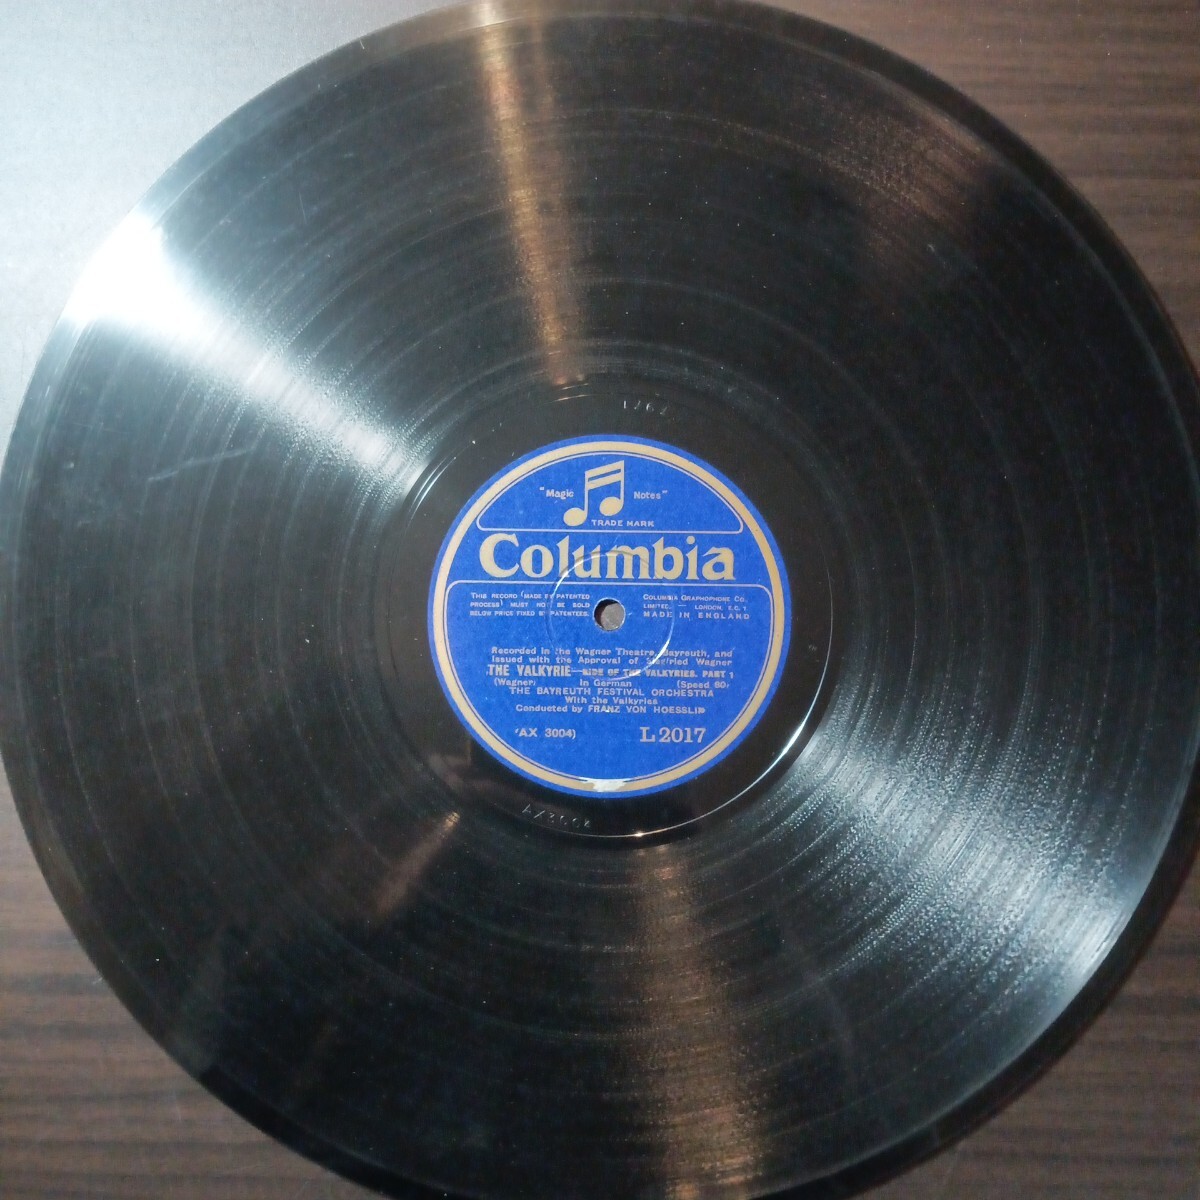 "Magic Notes"
TRADE MARK
Columbia
THIS RECORD (MADE BY PATENTED
PROCESS) MUST NOT BE SOLD
BELOW PRICE FIXED BY PATENTEES.
COLUMBIA GRAPHOPHONE CO.
LIMITED. — LONDON, E.C. 1
MADE IN ENGLAND
Recorded in the Wagner Theatre, Bayreuth, and
issued with the Approval of Siegfried Wagner
THE VALKYRIE—RIDE OF THE VALKYRIES. PART 1
(Wagner) In German (Speed 80)
THE BAYREUTH FESTIVAL ORCHESTRA
With the Valkyries
Conducted by FRANZ VON HOESSLIN
(AX 3004) L 2017